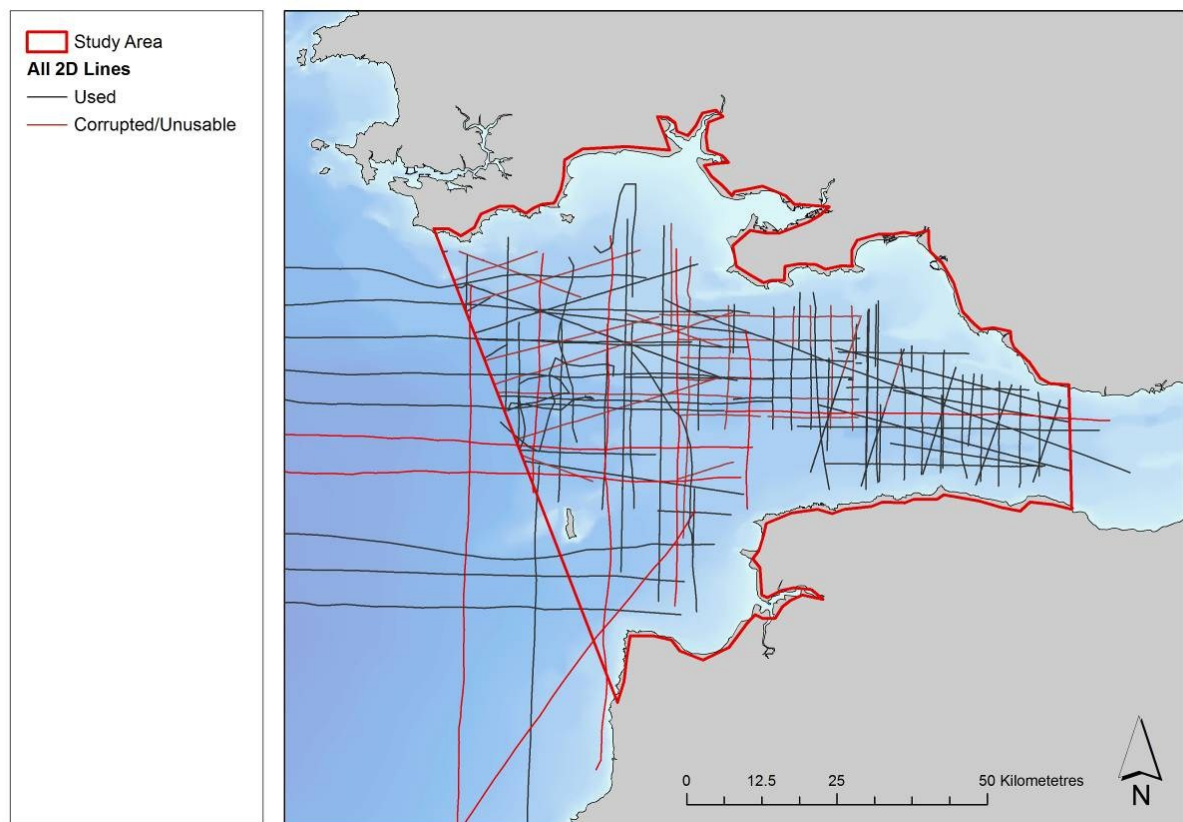 Study Area
All 2D Lines
Used
Corrupted/Unusable
0 12.5 25 50 Kilometetres
N